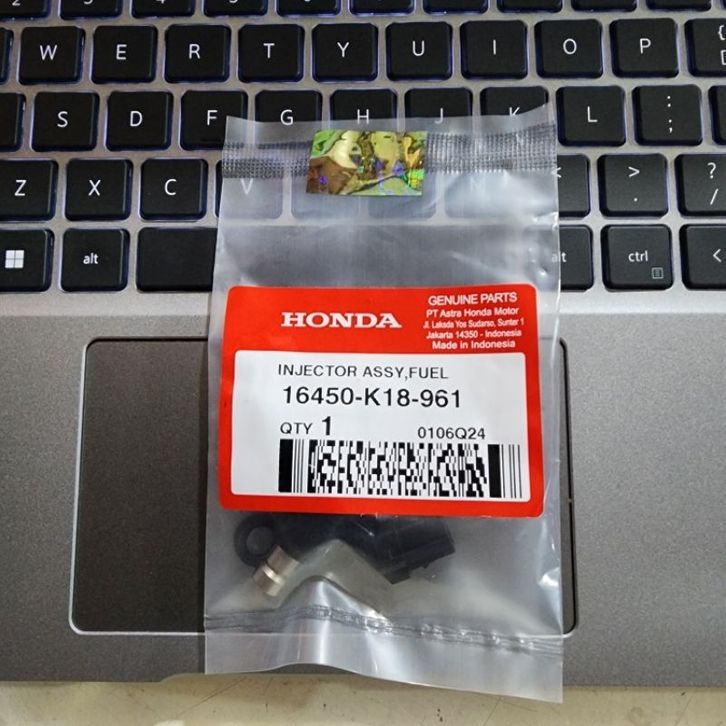 W E R T Y U I O P {
[
S D F G H J K L :
;
Z X C V N < > ?
, . /
alt alt ctrl <
HONDA
GENUINE PARTS
PT Astra Honda Motor
Jl. Laksda Yos Sudarso, Sunter 1
Jakarta 14350 - Indonesia
Made in Indonesia
INJECTOR ASSY,FUEL
16450-K18-961
QTY 1
0106Q24